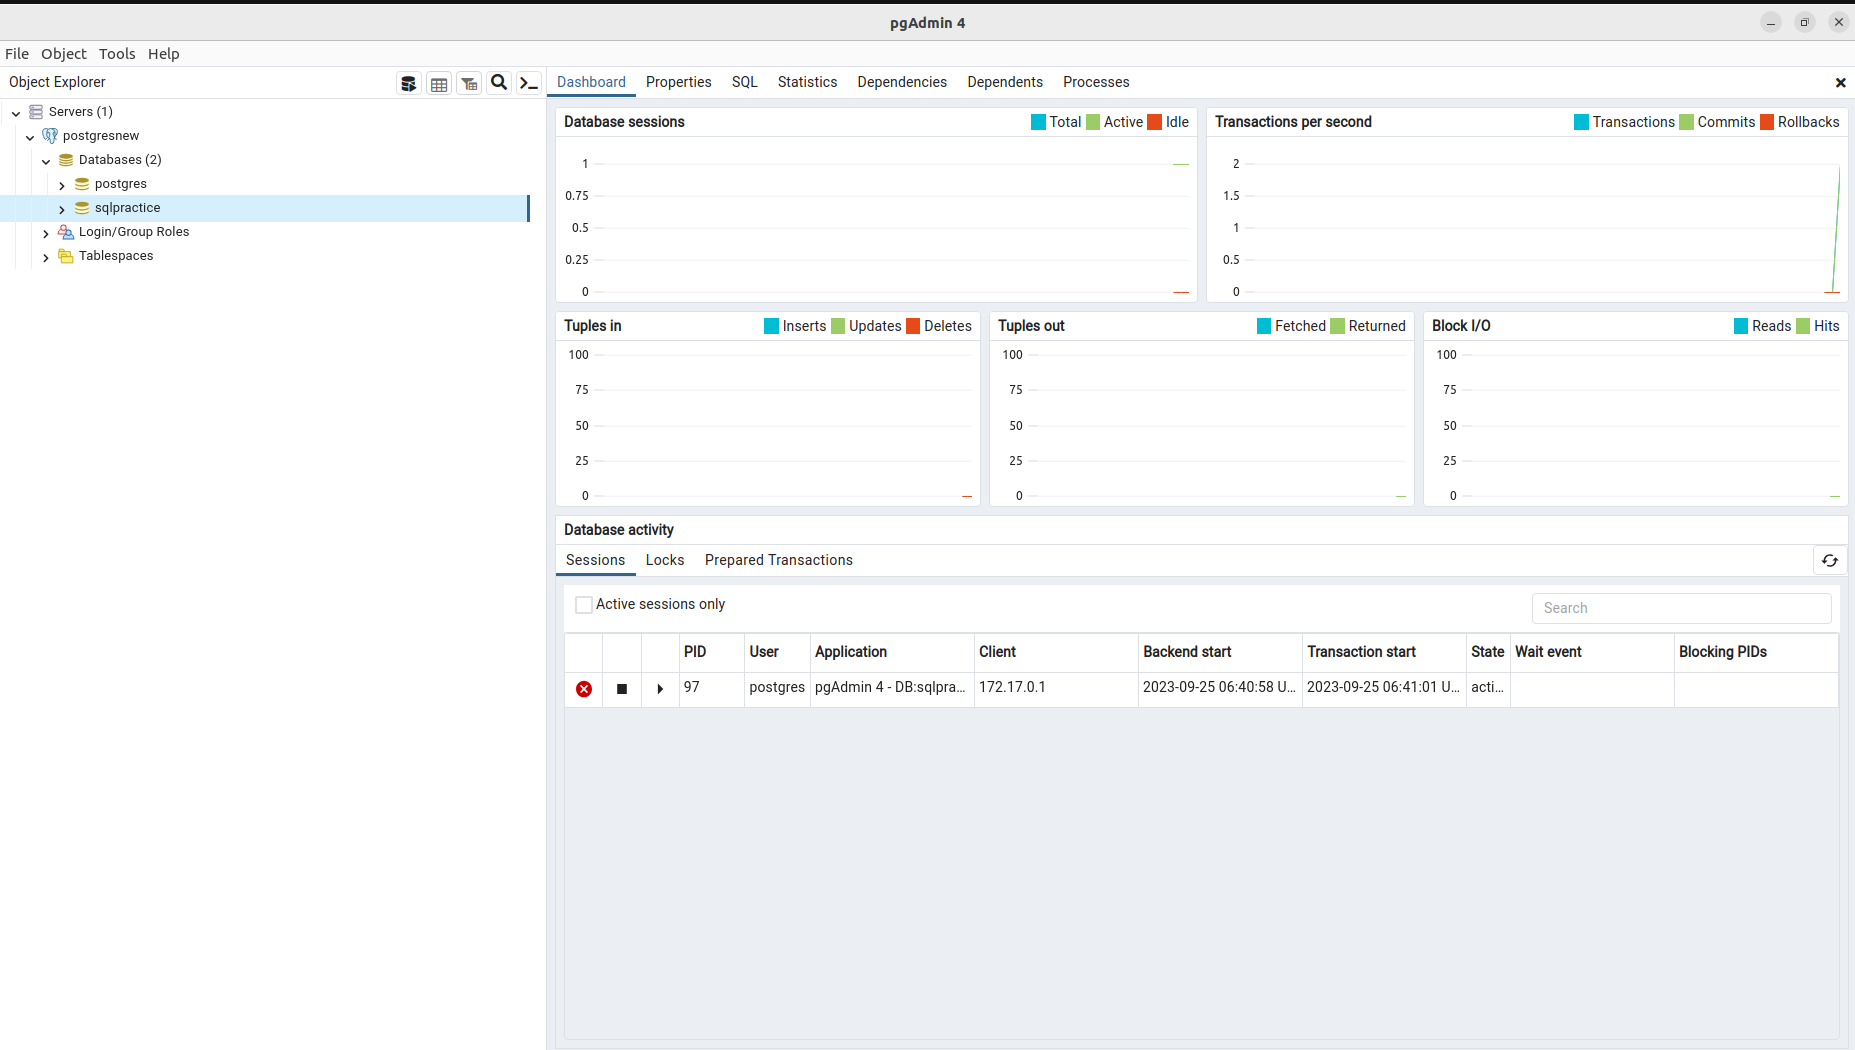 pgAdmin 4
File Object Tools Help
Object Explorer
Dashboard Properties SQL Statistics Dependencies Dependents Processes
Servers (1)
postgresnew
Databases (2)
postgres
sqlpractice
Login/Group Roles
Tablespaces
Database sessions Total Active Idle
1
0.75
0.5
0.25
0
Transactions per second Transactions Commits Rollbacks
2
1.5
1
0.5
0
Tuples in Inserts Updates Deletes
100
75
50
25
0
Tuples out Fetched Returned
100
75
50
25
0
Block I/O Reads Hits
100
75
50
25
0
Database activity
Sessions Locks Prepared Transactions
Active sessions only
Search
PID User Application Client Backend start Transaction start State Wait event Blocking PIDs
97 postgres pgAdmin 4 - DB:sqlpra... 172.17.0.1 2023-09-25 06:40:58 U... 2023-09-25 06:41:01 U... acti...